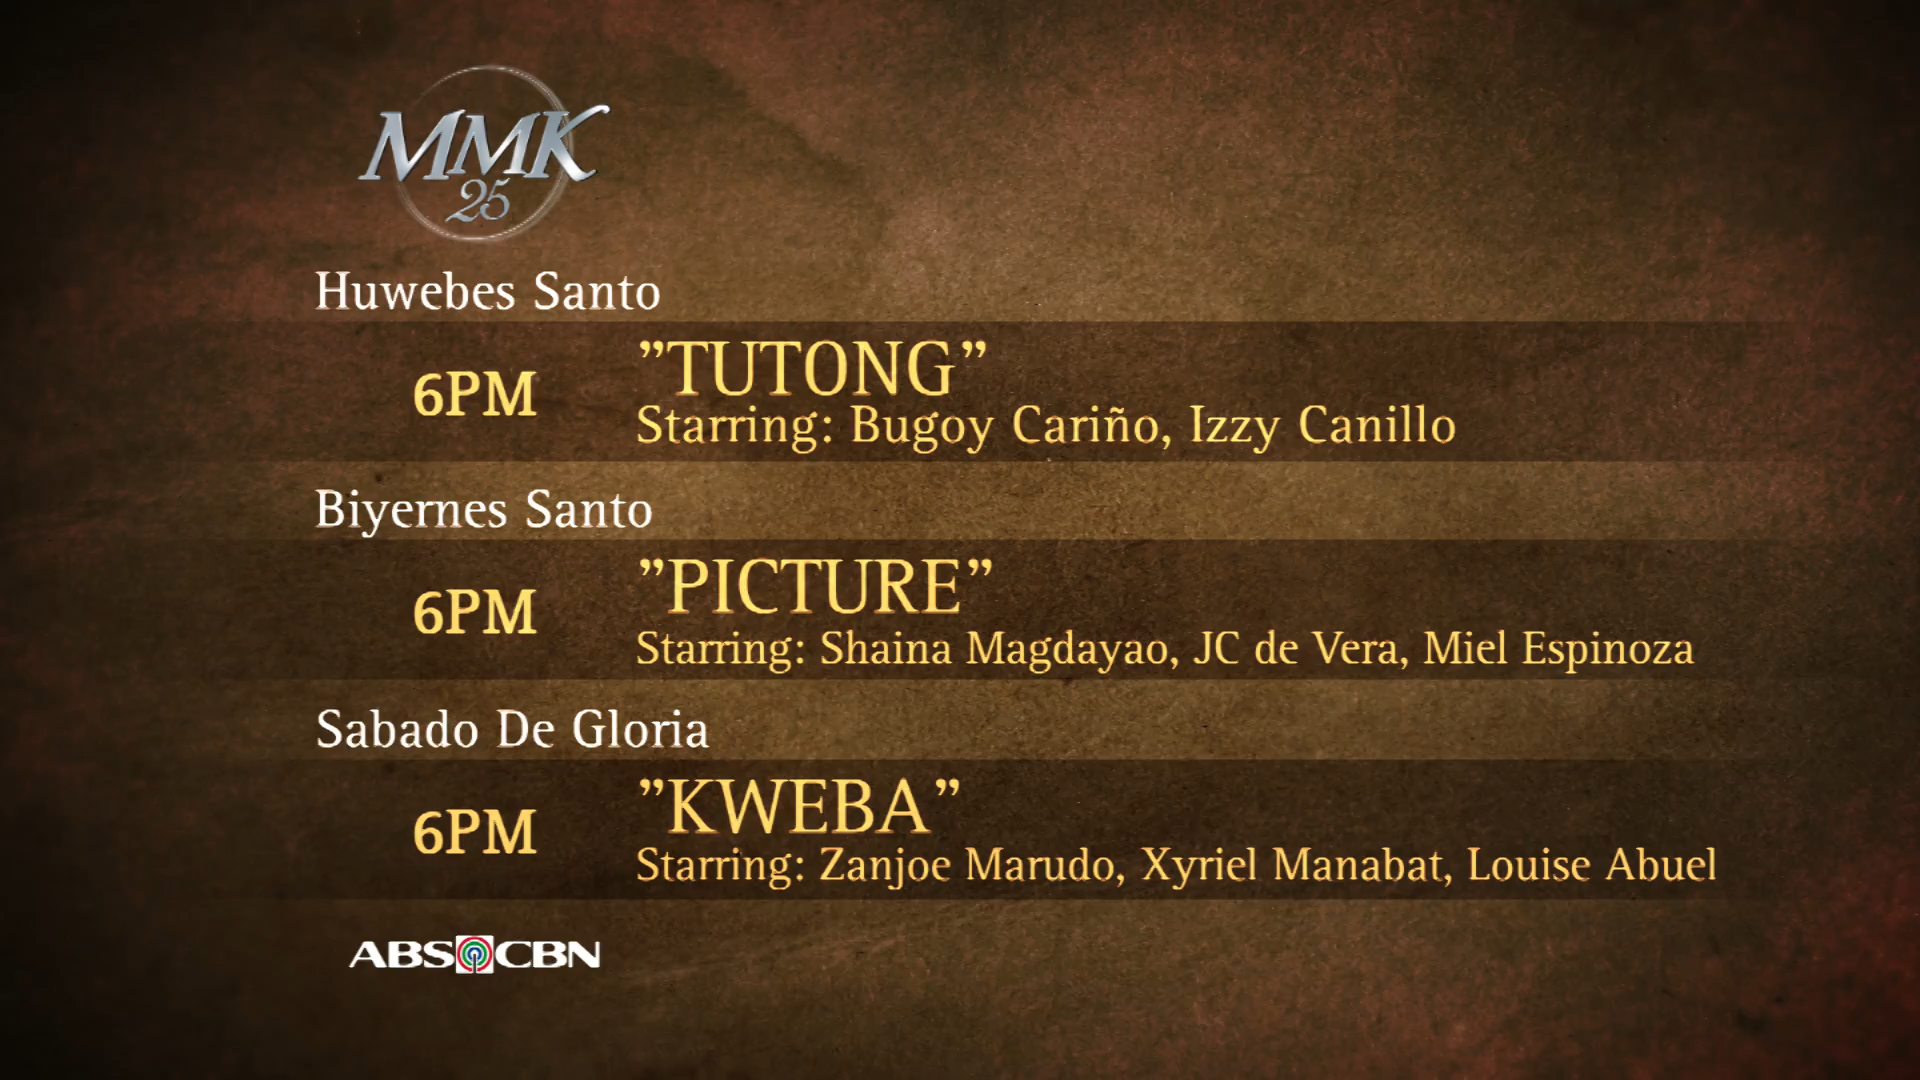 MMK
25
Huwebes Santo
6PM
”TUTONG”
Starring: Bugoy Cariño, Izzy Canillo
Biyernes Santo
6PM
”PICTURE”
Starring: Shaina Magdayao, JC de Vera, Miel Espinoza
Sabado De Gloria
6PM
”KWEBA”
Starring: Zanjoe Marudo, Xyriel Manabat, Louise Abuel
ABS CBN